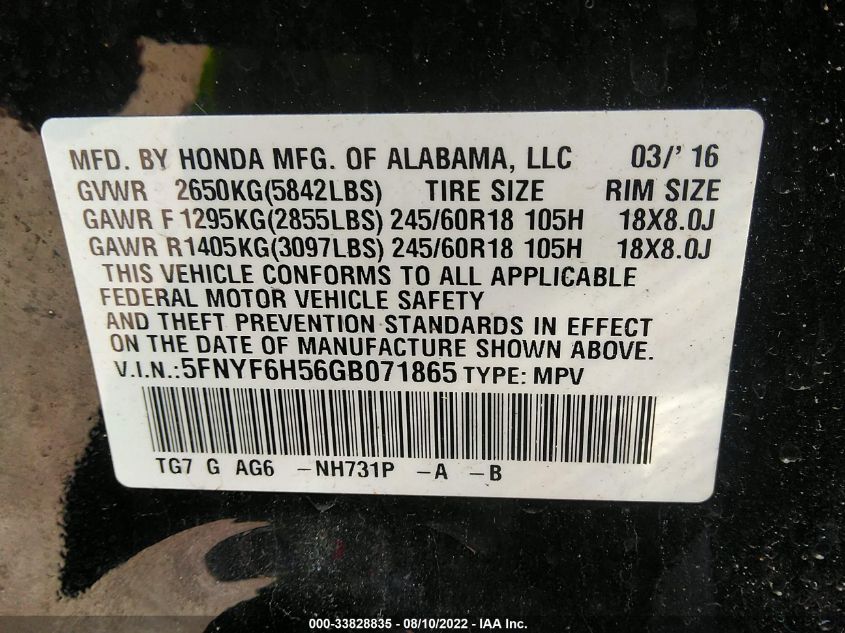 MFD. BY HONDA MFG. OF ALABAMA, LLC 03/' 16
GVWR 2650KG(5842LBS) TIRE SIZE RIM SIZE
GAWR F 1295KG(2855LBS) 245/60R18 105H 18X8.0J
GAWR R1405KG(3097LBS) 245/60R18 105H 18X8.0J
THIS VEHICLE CONFORMS TO ALL APPLICABLE
FEDERAL MOTOR VEHICLE SAFETY
AND THEFT PREVENTION STANDARDS IN EFFECT
ON THE DATE OF MANUFACTURE SHOWN ABOVE.
V.I.N.:5FNYF6H56GB071865 TYPE: MPV
TG7 G AG6 -NH731P -A -B
000-33828835 - 08/10/2022 - IAA Inc.